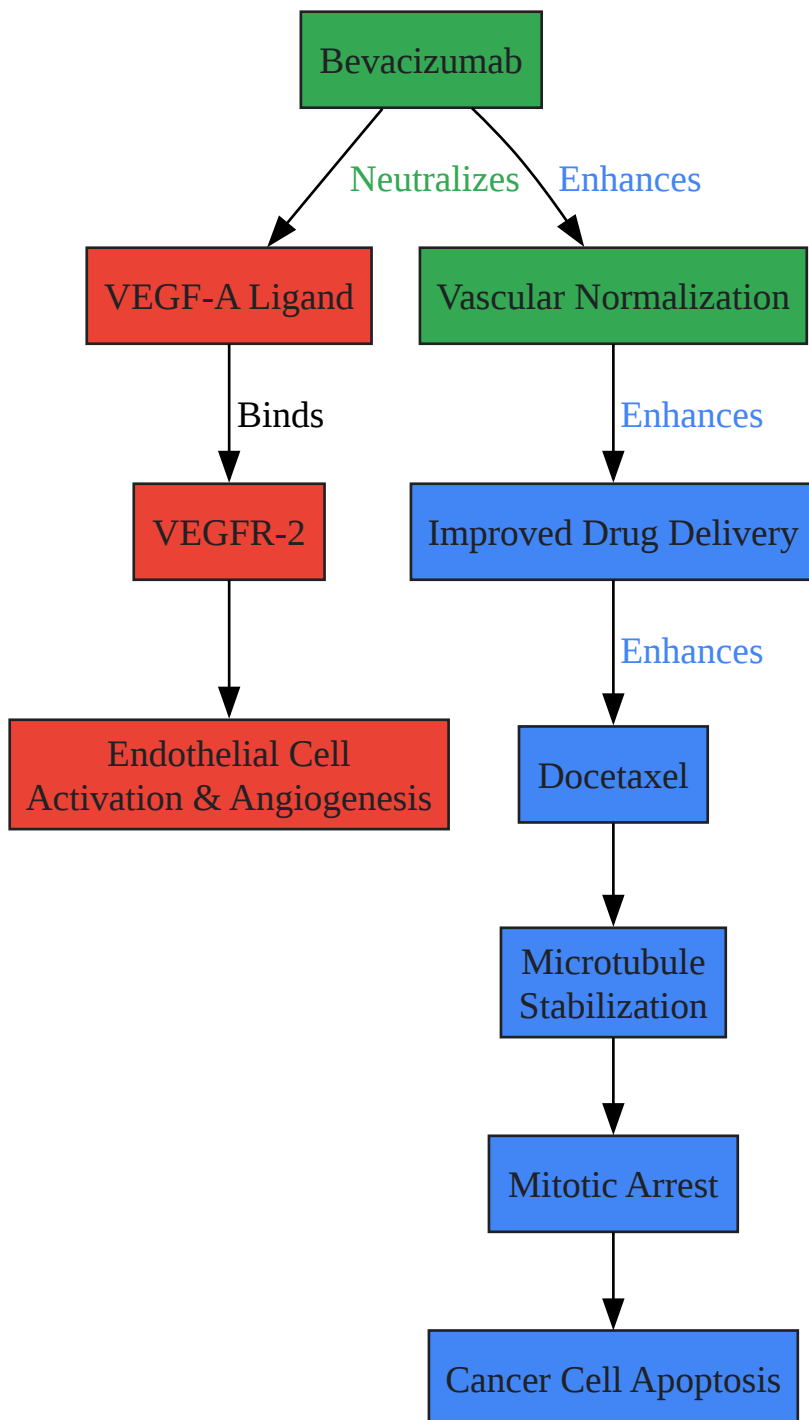 Bevacizumab
Neutralizes
Enhances
VEGF-A Ligand
Vascular Normalization
Binds
Enhances
VEGFR-2
Improved Drug Delivery
Enhances
Endothelial Cell
Activation & Angiogenesis
Docetaxel
Microtubule
Stabilization
Mitotic Arrest
Cancer Cell Apoptosis